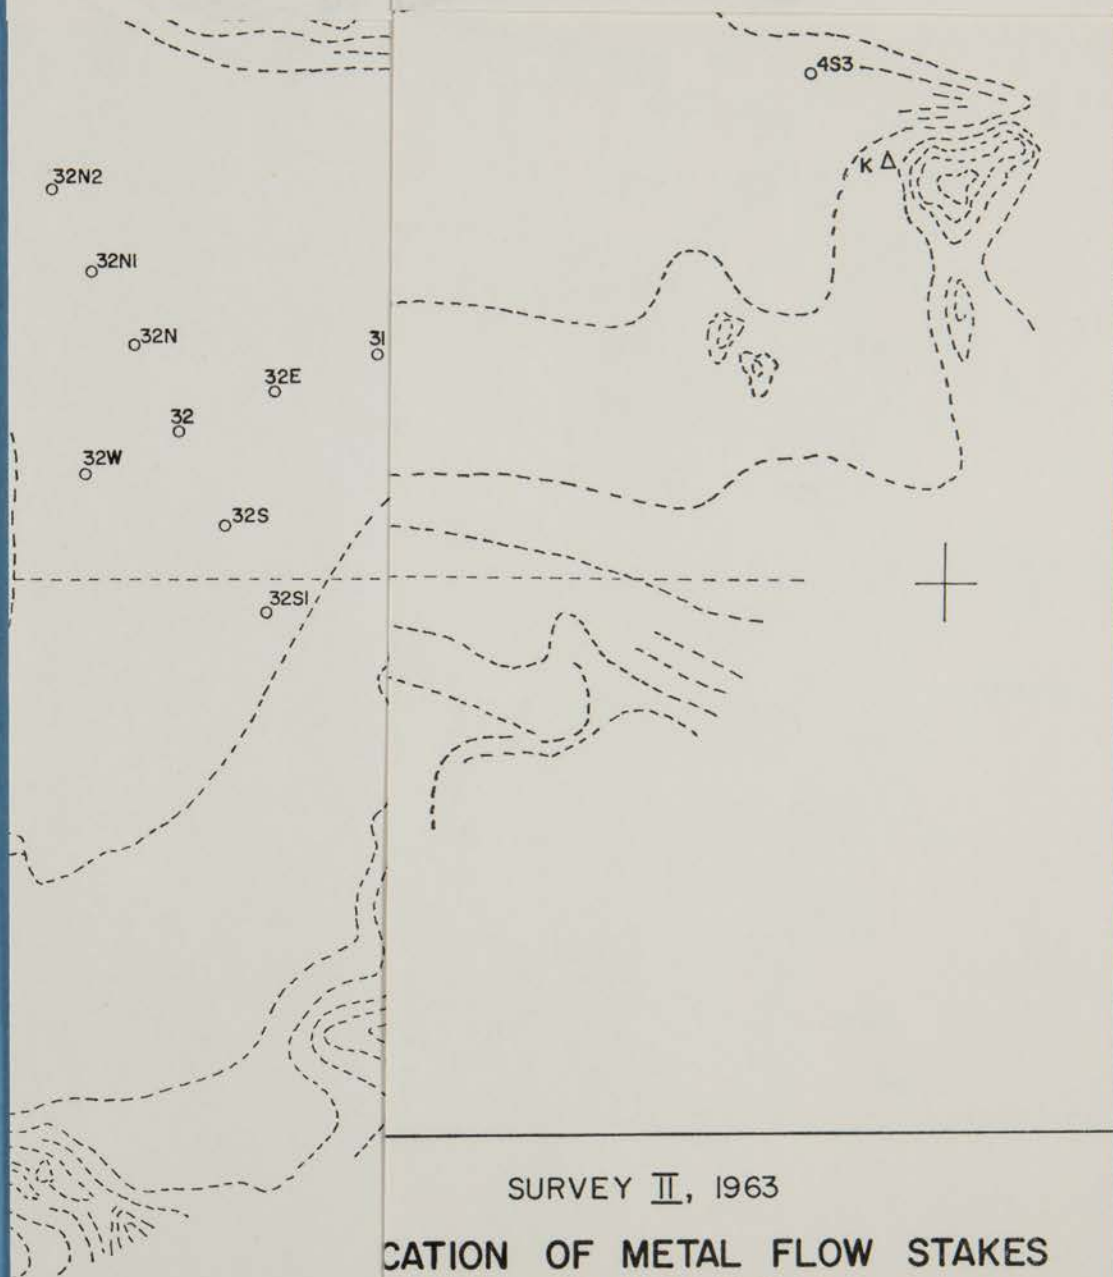 4S3
K Δ
32N2
32N1
32N
31
32E
32
32W
32S
32S1
SURVEY II, 1963
CATION OF METAL FLOW STAKES